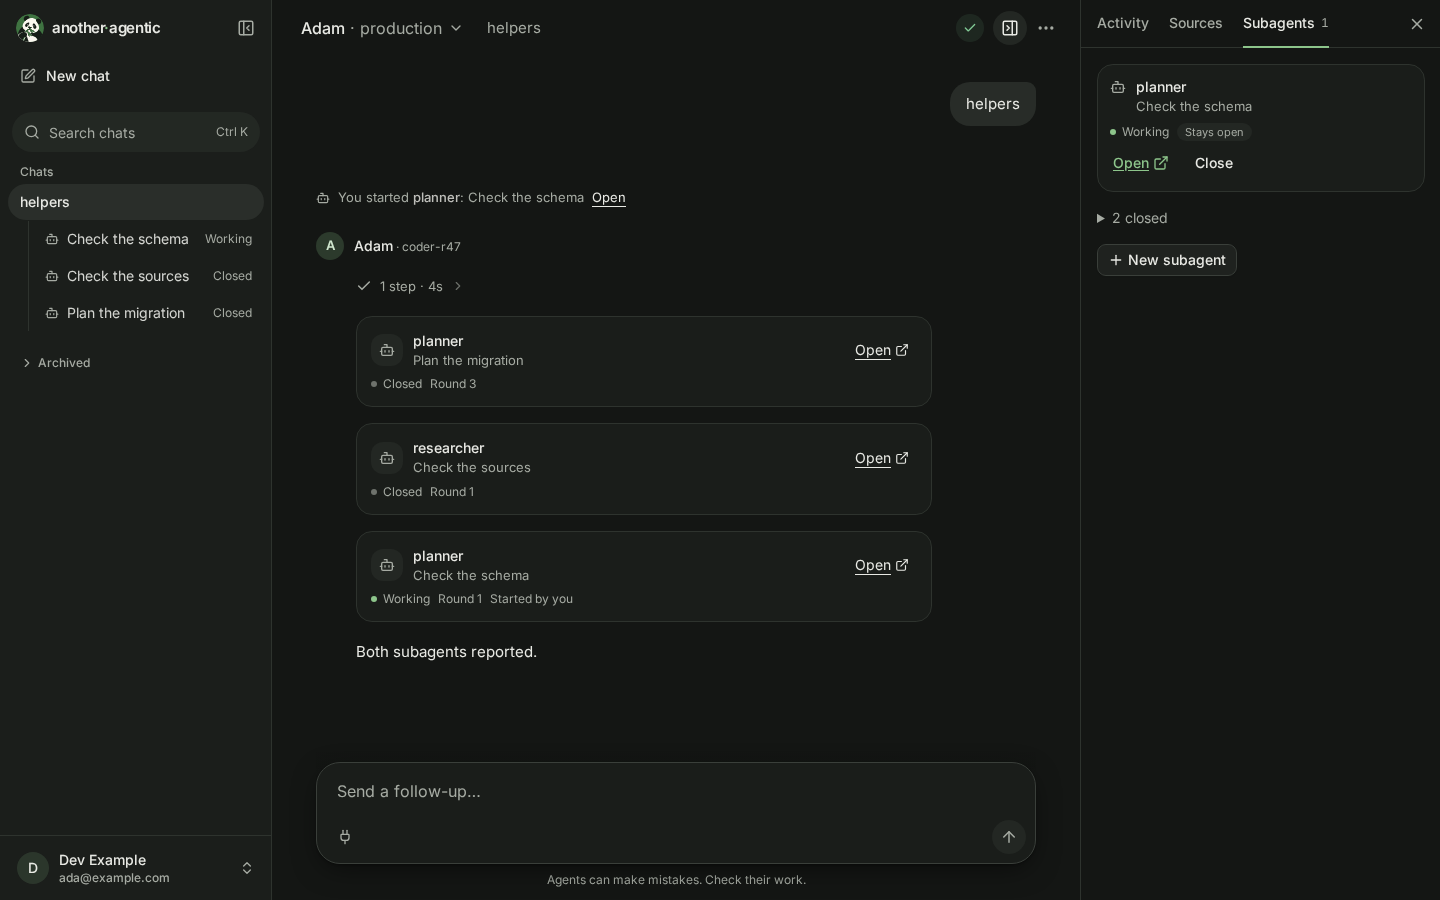 another-agentic
New chat
Search chats Ctrl K
Chats
helpers
Check the schema Working
Check the sources Closed
Plan the migration Closed
Archived
D
Dev Example
ada@example.com
Adam · production helpers
helpers
You started planner: Check the schema Open
A Adam · coder-r47
1 step · 4s
planner
Plan the migration
Open
Closed Round 3
researcher
Check the sources
Open
Closed Round 1
planner
Check the schema
Open
Working Round 1 Started by you
Both subagents reported.
Send a follow-up...
Agents can make mistakes. Check their work.
Activity Sources Subagents 1
planner
Check the schema
Working Stays open
Open Close
2 closed
New subagent